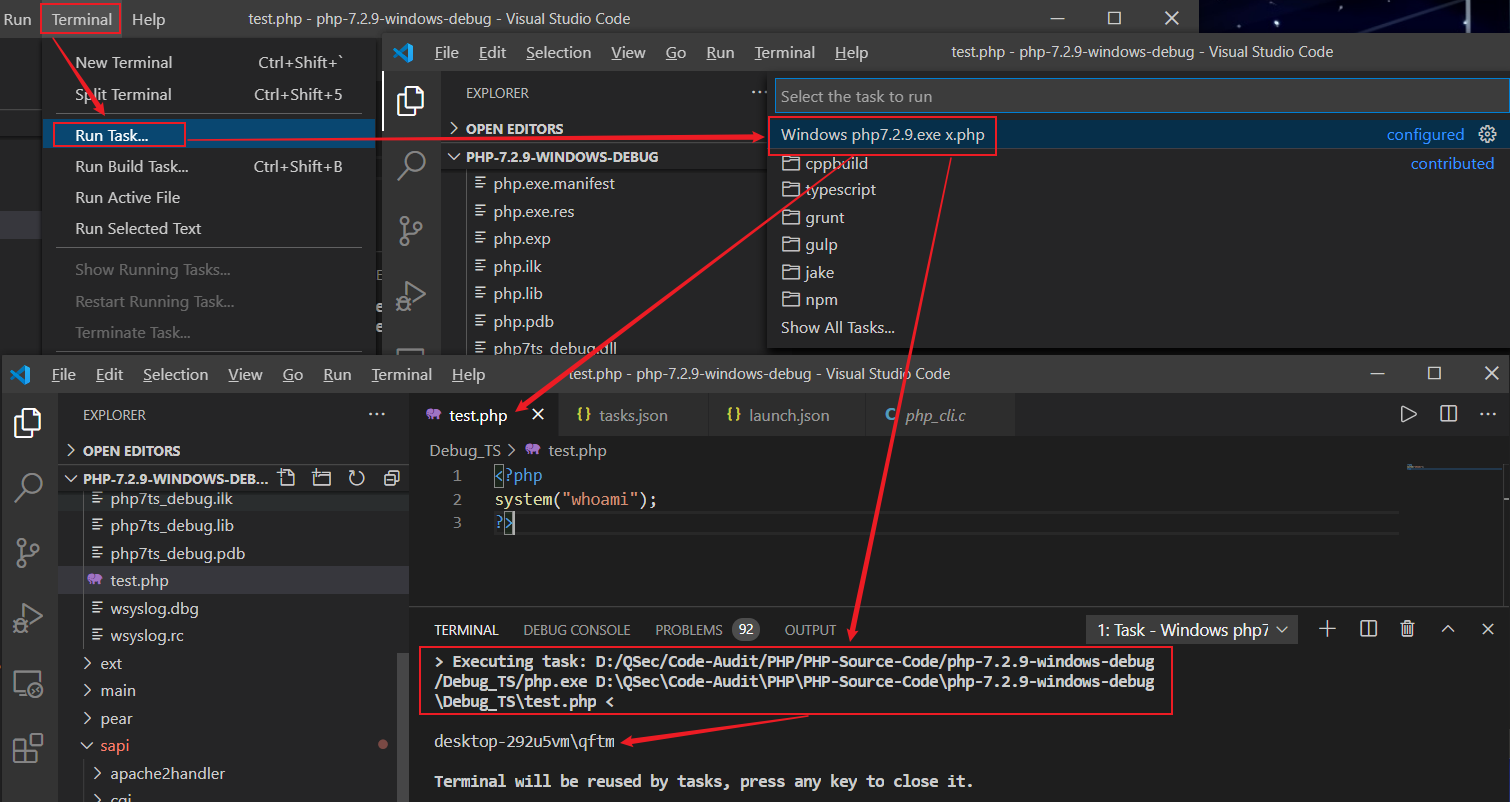 Run Terminal Help test.php - php-7.2.9-windows-debug - Visual Studio Code
New Terminal Ctrl+Shift+`
Split Terminal Ctrl+Shift+5
Run Task...
Run Build Task... Ctrl+Shift+B
Run Active File
Run Selected Text
Show Running Tasks...
Restart Running Task...
Terminate Task...
File Edit Selection View Go Run Terminal Help test.php - php-7.2.9-windows-debug - Visual Studio Code
EXPLORER ...
OPEN EDITORS
PHP-7.2.9-WINDOWS-DEBUG
php.exe.manifest
php.exe.res
php.exp
php.ilk
php.lib
php.pdb
php7ts_debug.dll
Select the task to run
Windows php7.2.9.exe x.php configured
cppbuild contributed
typescript
grunt
gulp
jake
npm
Show All Tasks...
File Edit Selection View Go Run Terminal Help test.php - php-7.2.9-windows-debug - Visual Studio Code
EXPLORER ...
OPEN EDITORS
PHP-7.2.9-WINDOWS-DEB...
php7ts_debug.ilk
php7ts_debug.lib
php7ts_debug.pdb
test.php
wsyslog.dbg
wsyslog.rc
ext
main
pear
sapi
apache2handler
cgi
test.php {} tasks.json {} launch.json C php_cli.c ...
Debug_TS > test.php
1 <?php
2 system("whoami");
3 ?>
TERMINAL DEBUG CONSOLE PROBLEMS 92 OUTPUT 1: Task - Windows php7
> Executing task: D:/QSec/Code-Audit/PHP/PHP-Source-Code/php-7.2.9-windows-debug
/Debug_TS/php.exe D:\QSec\Code-Audit\PHP\PHP-Source-Code\php-7.2.9-windows-debug
\Debug_TS\test.php <
desktop-292u5vm\qftm
Terminal will be reused by tasks, press any key to close it.